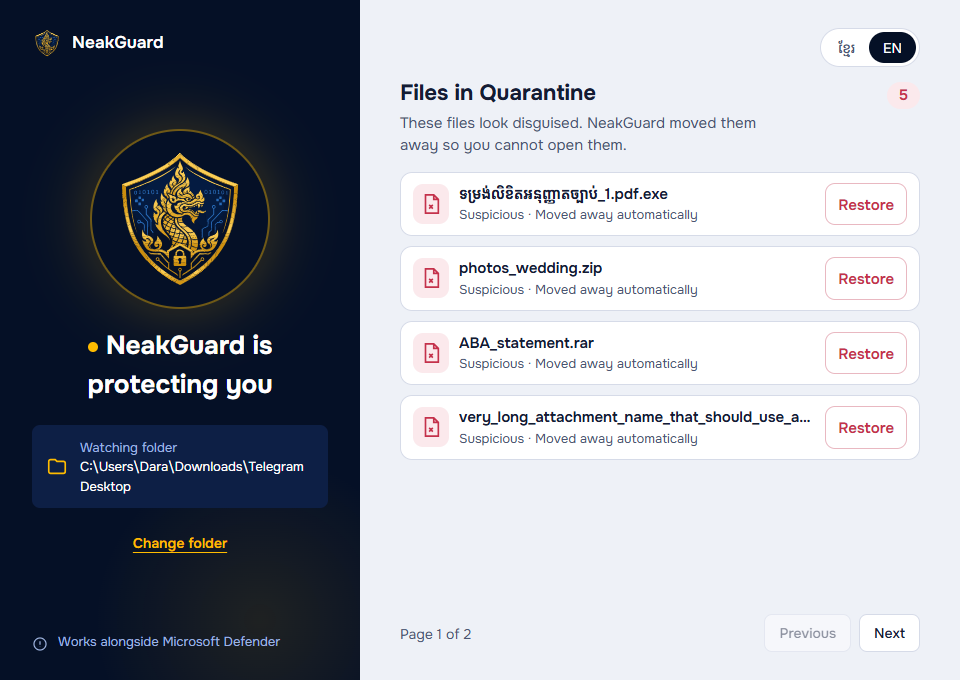 NeakGuard
NeakGuard is
protecting you
Watching folder
C:\Users\Dara\Downloads\Telegram
Desktop
Change folder
Works alongside Microsoft Defender
ខ្មែរ
EN
Files in Quarantine
5
These files look disguised. NeakGuard moved them
away so you cannot open them.
ទម្រង់លិខិតអនុញ្ញាតច្បាប់_1.pdf.exe
Suspicious · Moved away automatically
Restore
photos_wedding.zip
Suspicious · Moved away automatically
Restore
ABA_statement.rar
Suspicious · Moved away automatically
Restore
very_long_attachment_name_that_should_use_a...
Suspicious · Moved away automatically
Restore
Page 1 of 2
Previous
Next